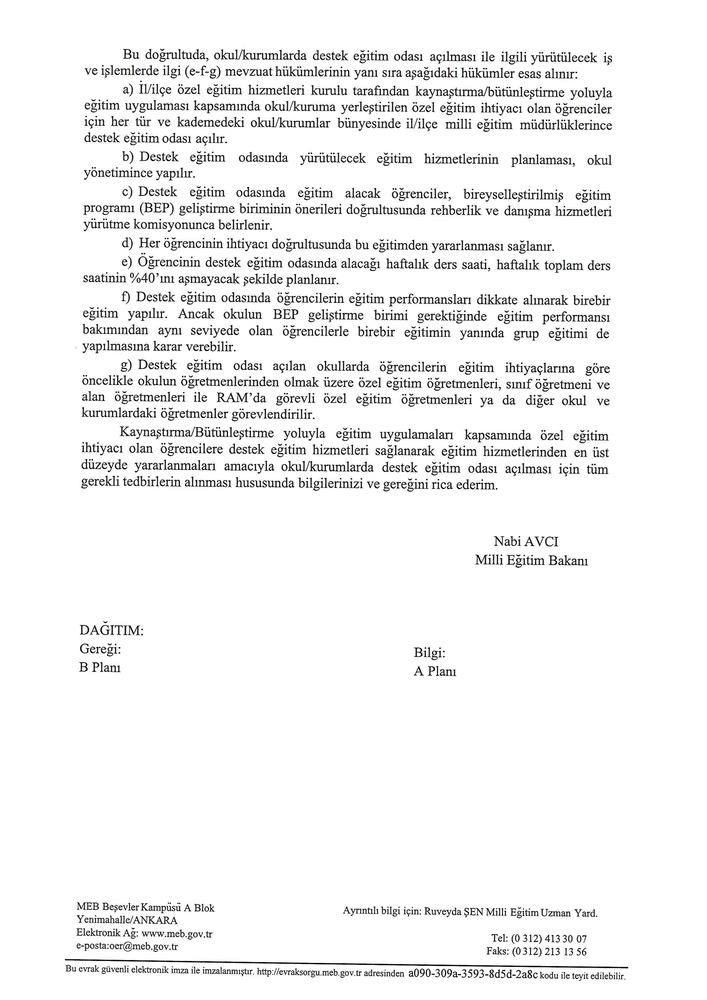 Bu doğrultuda, okul/kurumlarda destek eğitim odası açılması ile ilgili yürütülecek iş
ve işlemlerde ilgi (e-f-g) mevzuat hükümlerinin yanı sıra aşağıdaki hükümler esas alınır:
a) İl/ilçe özel eğitim hizmetleri kurulu tarafından kaynaştırma/bütünleştirme yoluyla
eğitim uygulaması kapsamında okul/kuruma yerleştirilen özel eğitim ihtiyacı olan öğrenciler
için her tür ve kademedeki okul/kurumlar bünyesinde il/ilçe milli eğitim müdürlüklerince
destek eğitim odası açılır.
b) Destek eğitim odasında yürütülecek eğitim hizmetlerinin planlaması, okul
yönetimince yapılır.
c) Destek eğitim odasında eğitim alacak öğrenciler, bireyselleştirilmiş eğitim
programı (BEP) geliştirme biriminin önerileri doğrultusunda rehberlik ve danışma hizmetleri
yürütme komisyonunca belirlenir.
d) Her öğrencinin ihtiyacı doğrultusunda bu eğitimden yararlanması sağlanır.
e) Öğrencinin destek eğitim odasında alacağı haftalık ders saati, haftalık toplam ders
saatinin %40'ını aşmayacak şekilde planlanır.
f) Destek eğitim odasında öğrencilerin eğitim performansları dikkate alınarak birebir
eğitim yapılır. Ancak okulun BEP geliştirme birimi gerektiğinde eğitim performansı
bakımından aynı seviyede olan öğrencilerle birebir eğitimin yanında grup eğitimi de
yapılmasına karar verebilir.
g) Destek eğitim odası açılan okullarda öğrencilerin eğitim ihtiyaçlarına göre
öncelikle okulun öğretmenlerinden olmak üzere özel eğitim öğretmenleri, sınıf öğretmeni ve
alan öğretmenleri ile RAM'da görevli özel eğitim öğretmenleri ya da diğer okul ve
kurumlardaki öğretmenler görevlendirilir.
Kaynaştırma/Bütünleştirme yoluyla eğitim uygulamaları kapsamında özel eğitim
ihtiyacı olan öğrencilere destek eğitim hizmetleri sağlanarak eğitim hizmetlerinden en üst
düzeyde yararlanmaları amacıyla okul/kurumlarda destek eğitim odası açılması için tüm
gerekli tedbirlerin alınması hususunda bilgilerinizi ve gereğini rica ederim.
Nabi AVCI
Milli Eğitim Bakanı
DAĞITIM:
Gereği:
B Planı
Bilgi:
A Planı
MEB Beşevler Kampüsü A Blok
Yenimahalle/ANKARA
Elektronik Ağ: www.meb.gov.tr
e-posta:oer@meb.gov.tr
Ayrıntılı bilgi için: Ruveyda ŞEN Milli Eğitim Uzman Yard.
Tel: (0 312) 413 30 07
Faks: (0 312) 213 13 56
Bu evrak güvenli elektronik imza ile imzalanmıştır. http://evraksorgu.meb.gov.tr adresinden a090-309a-3593-8d5d-2a8c kodu ile teyit edilebilir.